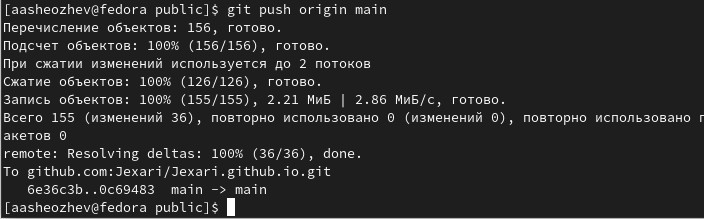 [aasheozhev@fedora public]$ git push origin main
Перечисление объектов: 156, готово.
Подсчет объектов: 100% (156/156), готово.
При сжатии изменений используется до 2 потоков
Сжатие объектов: 100% (126/126), готово.
Запись объектов: 100% (155/155), 2.21 МиБ | 2.86 МиБ/с, готово.
Всего 155 (изменений 36), повторно использовано 0 (изменений 0), повторно использовано п
акетов 0
remote: Resolving deltas: 100% (36/36), done.
To github.com:Jexari/Jexari.github.io.git
   6e36c3b..0c69483  main -> main
[aasheozhev@fedora public]$